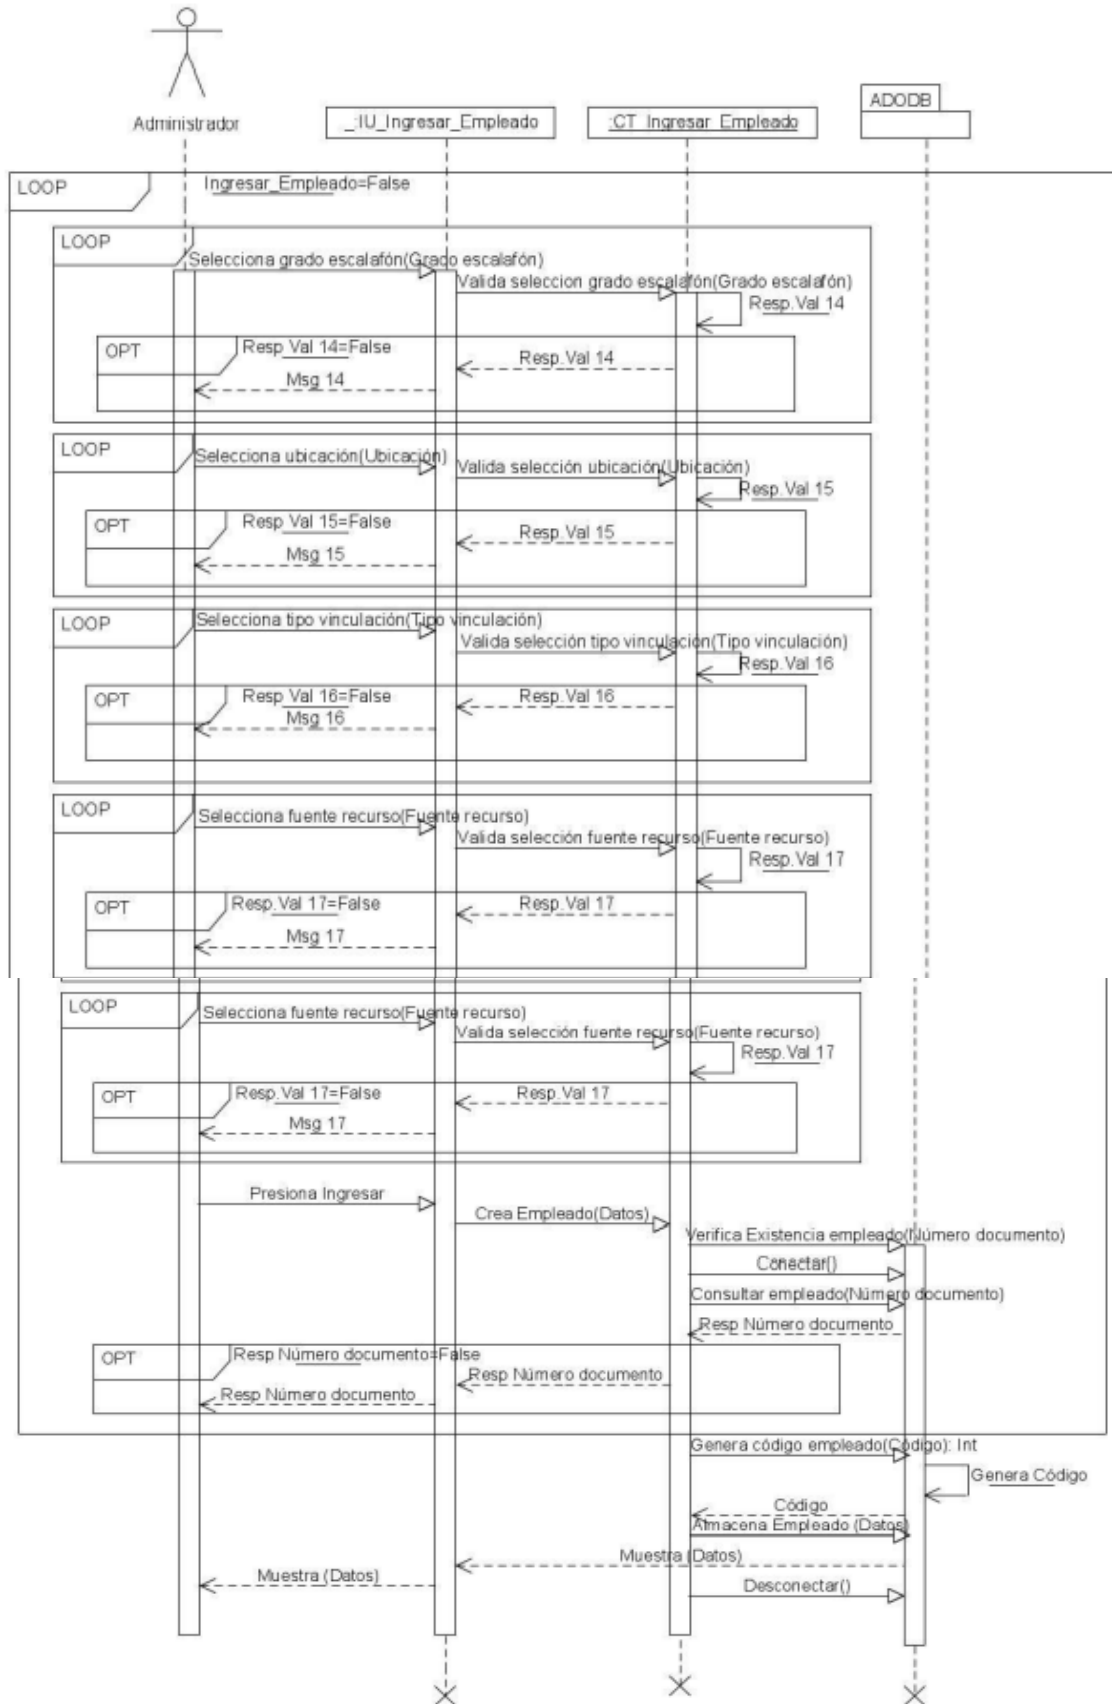 Administrador
_:IU_Ingresar_Empleado
:CT_Ingresar_Empleado
ADODB
LOOP
Ingresar_Empleado=False
LOOP
Selecciona grado escalafón(Grado escalafón)
Valida seleccion grado escalafón(Grado escalafón)
Resp.Val 14
OPT
Resp Val 14=False
Resp.Val 14
Msg 14
LOOP
Selecciona ubicación(Ubicación)
Valida selección ubicación(Ubicación)
Resp.Val 15
OPT
Resp Val 15=False
Resp.Val 15
Msg 15
LOOP
Selecciona tipo vinculación(Tipo vinculación)
Valida selección tipo vinculación(Tipo vinculación)
Resp.Val 16
OPT
Resp Val 16=False
Resp.Val 16
Msg 16
LOOP
Selecciona fuente recurso(Fuente recurso)
Valida selección fuente recurso(Fuente recurso)
Resp.Val 17
OPT
Resp.Val 17=False
Resp.Val 17
Msg 17
LOOP
Selecciona fuente recurso(Fuente recurso)
Valida selección fuente recurso(Fuente recurso)
Resp.Val 17
OPT
Resp.Val 17=False
Resp.Val 17
Msg 17
Presiona Ingresar
Crea Empleado(Datos)
Verifica Existencia empleado(Número documento)
Conectar()
Consultar empleado(Número documento)
Resp Número documento
OPT
Resp Número documento=False
Resp Número documento
Resp Número documento
Genera código empleado(Código): Int
Genera Código
Código
Almacena Empleado (Datos)
Muestra (Datos)
Muestra (Datos)
Desconectar()